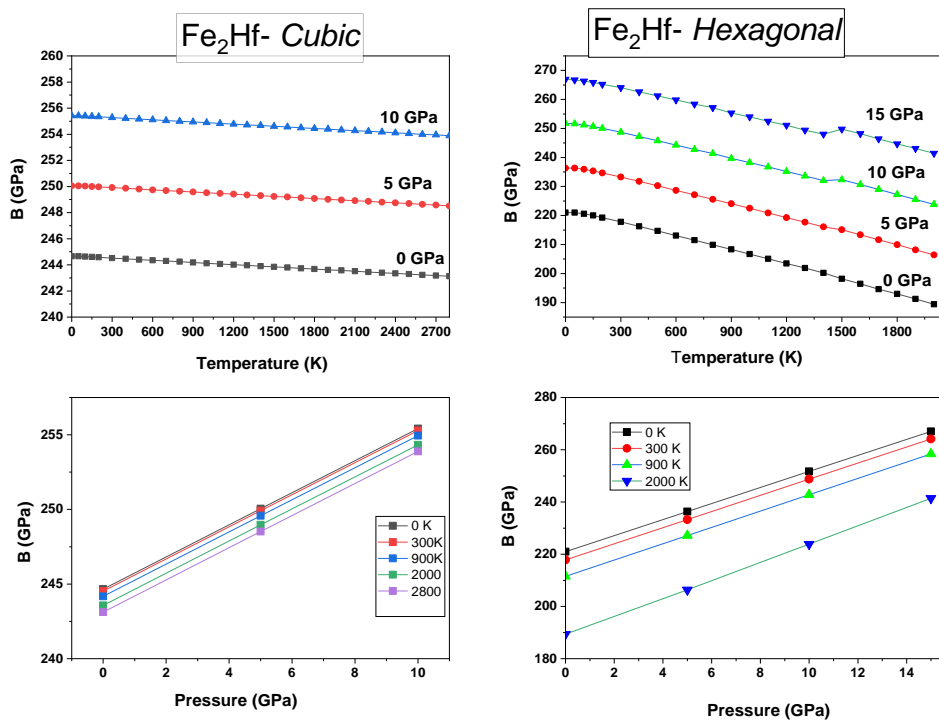 Fe₂Hf- Cubic
Fe₂Hf- Hexagonal
260
258
256
254
252
250
248
246
244
242
240
B (GPa)
10 GPa
5 GPa
0 GPa
0 300 600 900 1200 1500 1800 2100 2400 2700
Temperature (K)
270
260
250
240
230
220
210
200
190
B (GPa)
15 GPa
10 GPa
5 GPa
0 GPa
0 300 600 900 1200 1500 1800
Temperature (K)
255
250
245
240
B (GPa)
0 K
300K
900K
2000
2800
0 2 4 6 8 10
Pressure (GPa)
280
260
240
220
200
180
B (GPa)
0 K
300 K
900 K
2000 K
0 2 4 6 8 10 12 14
Pressure (GPa)